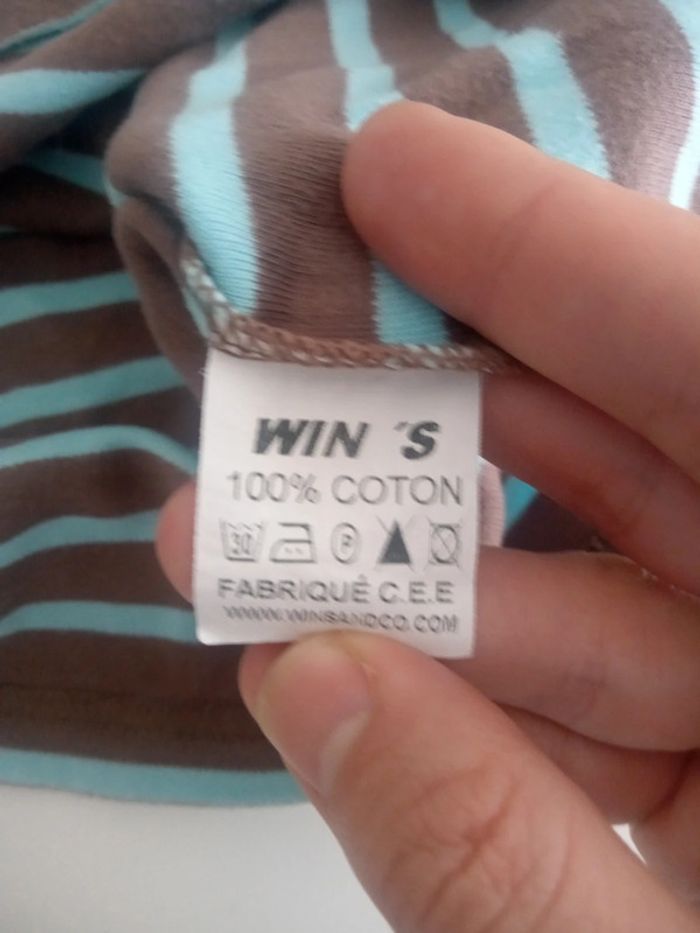 WIN 'S
100% COTON
30 P
FABRIQUÉ C.E.E
WWW.WINSANDCO.COM